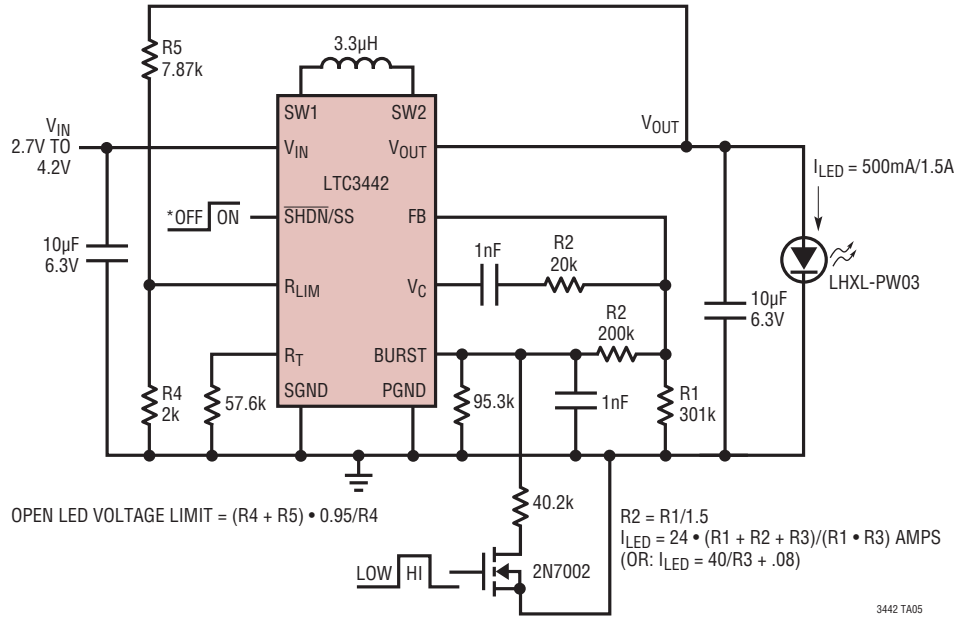 R5
7.87k
3.3µH
SW1
SW2
VIN
2.7V TO
4.2V
VIN
VOUT
VOUT
ILED = 500mA/1.5A
LTC3442
*OFF
ON
SHDN/SS
FB
10µF
6.3V
1nF
R2
20k
LHXL-PW03
RLIM
VC
10µF
6.3V
R2
200k
RT
BURST
R4
2k
57.6k
SGND
PGND
95.3k
1nF
R1
301k
40.2k
OPEN LED VOLTAGE LIMIT = (R4 + R5) • 0.95/R4
R2 = R1/1.5
ILED = 24 • (R1 + R2 + R3)/(R1 • R3) AMPS
(OR: ILED = 40/R3 + .08)
LOW
HI
2N7002
3442 TA05